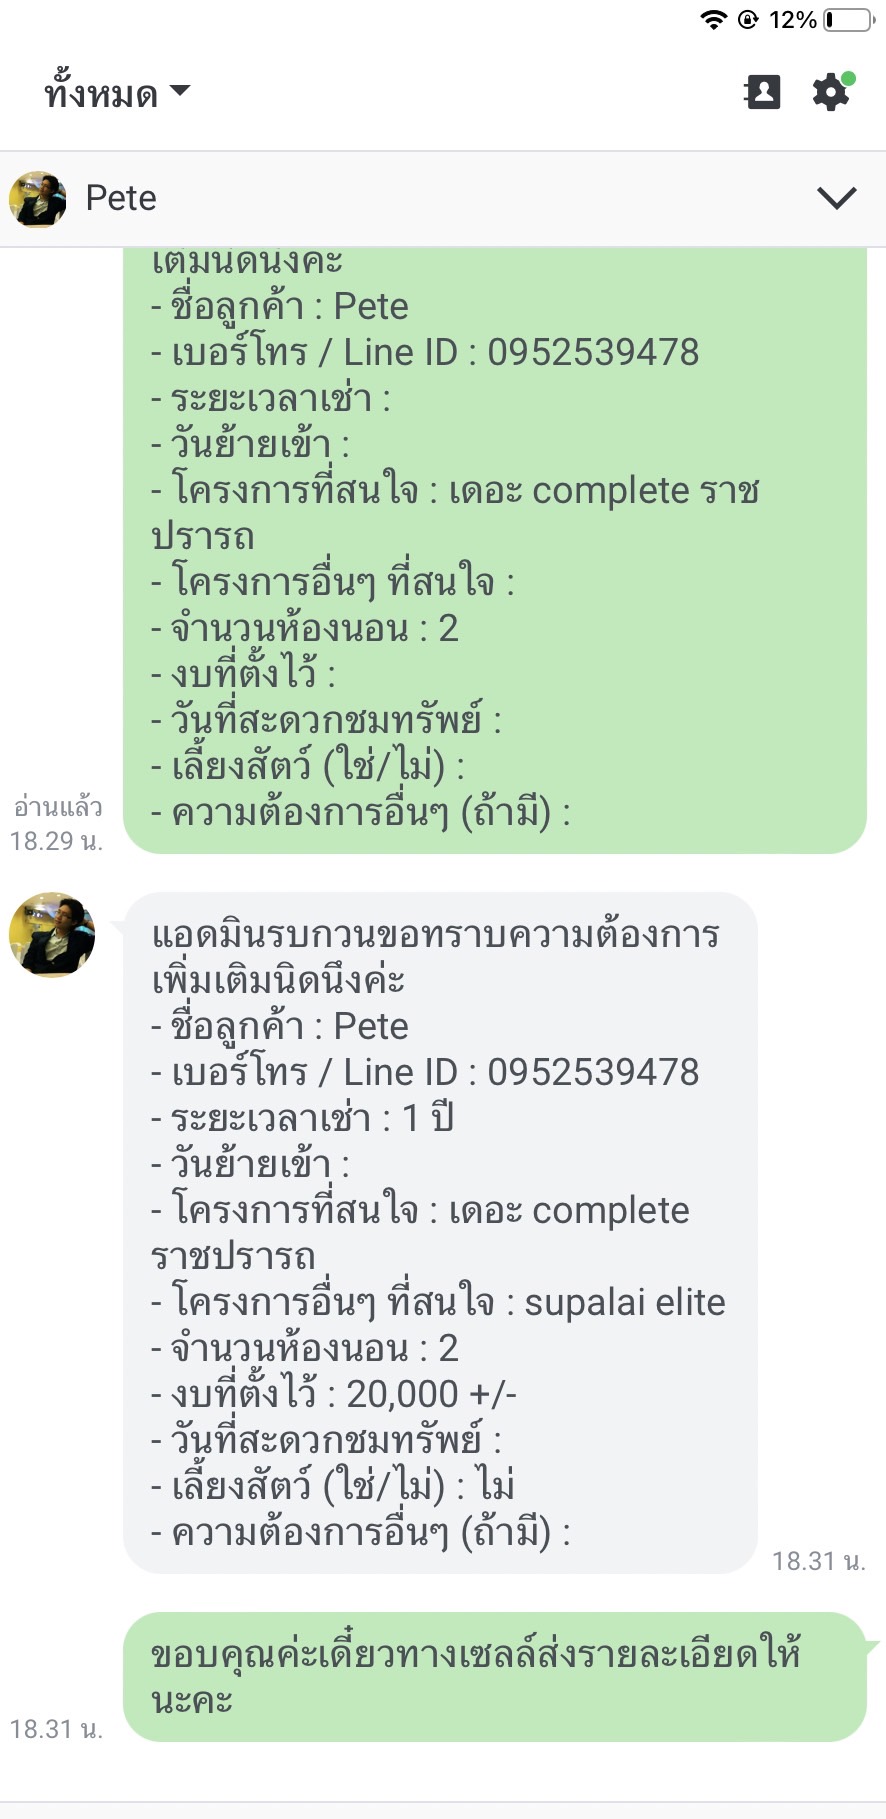 12%
ทั้งหมด
Pete
เติมนิดนึงค่ะ
- ชื่อลูกค้า : Pete
- เบอร์โทร / Line ID : 0952539478
- ระยะเวลาเช่า :
- วันย้ายเข้า :
- โครงการที่สนใจ : เดอะ complete ราช
ปรารถ
- โครงการอื่นๆ ที่สนใจ :
- จำนวนห้องนอน : 2
- งบที่ตั้งไว้ :
- วันที่สะดวกชมทรัพย์ :
- เลี้ยงสัตว์ (ใช่/ไม่) :
- ความต้องการอื่นๆ (ถ้ามี) :
อ่านแล้ว
18.29 น.
แอดมินรบกวนขอทราบความต้องการ
เพิ่มเติมนิดนึงค่ะ
- ชื่อลูกค้า : Pete
- เบอร์โทร / Line ID : 0952539478
- ระยะเวลาเช่า : 1 ปี
- วันย้ายเข้า :
- โครงการที่สนใจ : เดอะ complete
ราชปรารถ
- โครงการอื่นๆ ที่สนใจ : supalai elite
- จำนวนห้องนอน : 2
- งบที่ตั้งไว้ : 20,000 +/-
- วันที่สะดวกชมทรัพย์ :
- เลี้ยงสัตว์ (ใช่/ไม่) : ไม่
- ความต้องการอื่นๆ (ถ้ามี) :
18.31 น.
ขอบคุณค่ะเดี๋ยวทางเซลล์ส่งรายละเอียดให้
นะคะ
18.31 น.